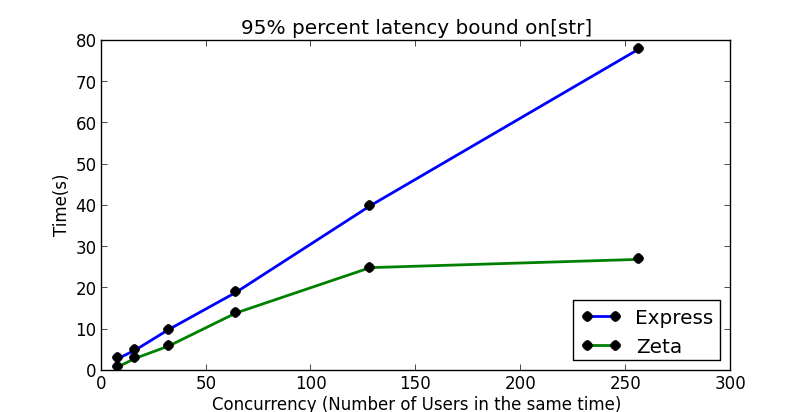 95% percent latency bound on[str]
80
70
60
50
40
30
20
10
0
Time(s)
0 50 100 150 200 250 300
Concurrency (Number of Users in the same time)
Express
Zeta